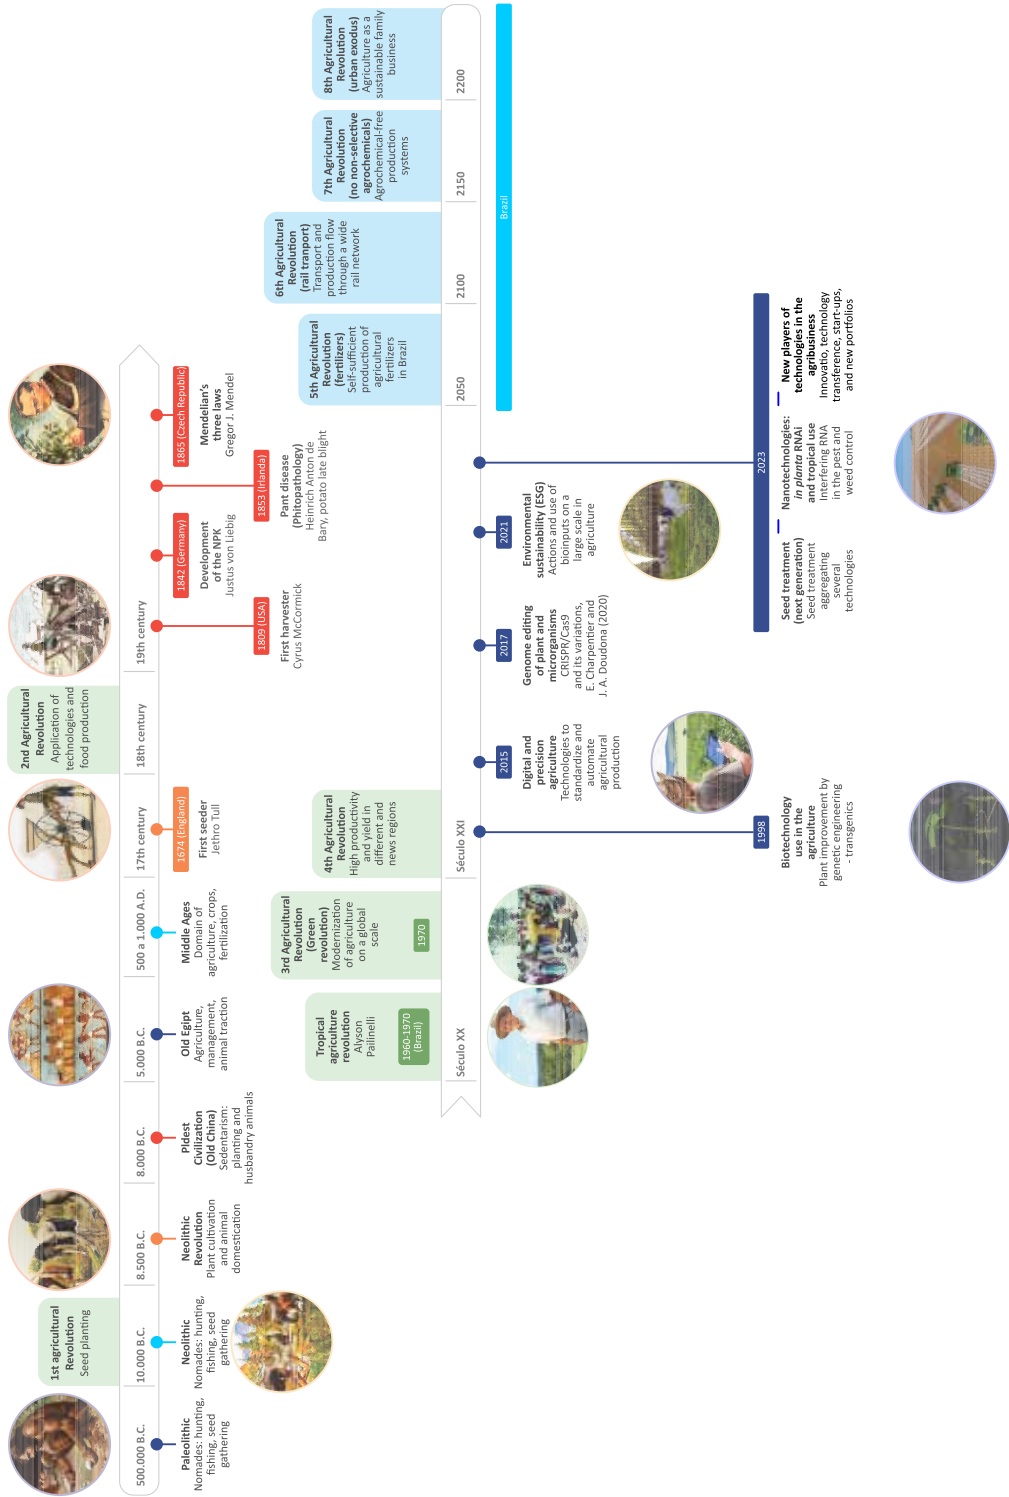 1st agricultural
Revolution
Seed planting
2nd Agricultural
Revolution
Application of
technologies and
food production
500.000 B.C.
10.000 B.C.
8.500 B.C.
8.000 B.C.
5.000 B.C.
500 a 1.000 A.D.
17th century
18th century
19th century
Paleolithic
Nomades: hunting,
fishing, seed
gathering
Neolithic
Nomades: hunting,
fishing, seed
gathering
Neolithic
Revolution
Plant cultivation
and animal
domestication
Pldest
Civilization
(Old China)
Sedentarism:
planting and
husbandry animals
Old Egipt
Agriculture,
management,
animal traction
Middle Ages
Domain of
agriculture, crops,
fertilization
1674 (England)
First seeder
Jethro Tull
1809 (USA)
First harvester
Cyrus McCormick
1842 (Germany)
Development
of the NPK
Justus von Liebig
1853 (Irlanda)
Pant disease
(Phitopathology)
Heinrich Anton de
Bary, potato late blight
1865 (Czech Republic)
Mendelian's
three laws
Gregor J. Mendel
Tropical
agriculture
revolution
Alyson
Pailinelli
1960-1970
(Brazil)
3rd Agricultural
Revolution
(Green
revolution)
Modernization
of agriculture
on a global
scale
1970
4th Agricultural
Revolution
High productivity
and yield in
different and
news regions
5th Agricultural
Revolution
(fertilizers)
Self-sufficient
production of
agricultural
fertilizers
in Brazil
6th Agricultural
Revolution
(rail tranport)
Transport and
production flow
through a wide
rail network
7th Agricultural
Revolution
(no non-selective
agrochemicals)
Agrochemical-free
production
systems
8th Agricultural
Revolution
(urban exodus)
Agriculture as a
sustainable family
business
Século XX
Século XXI
2050
2100
2150
2200
Brazil
1998
Biotechnology
use in the
agriculture
Plant improvement by
genetic engineering
- transgenics
2015
Digital and
precision
agriculture
Technologies to
standardize and
automate
agricultural
production
2017
Genome editing
of plant and
microrganisms
CRISPR/Cas9
and its variations,
E. Charpentier and
J. A. Doudona (2020)
2021
Environmental
sustainability (ESG)
Actions and use of
bioinputs on a
large scale in
agriculture
2023
Seed treatment
(next generation)
Seed treatment
aggregating
several
technologies
Nanotechnologies:
in planta RNAi
and tropical use
Interfering RNA
in the pest and
weed control
New players of
technologies in the
agribusiness
Innovatio, technology
transference, start-ups,
and new portfolios